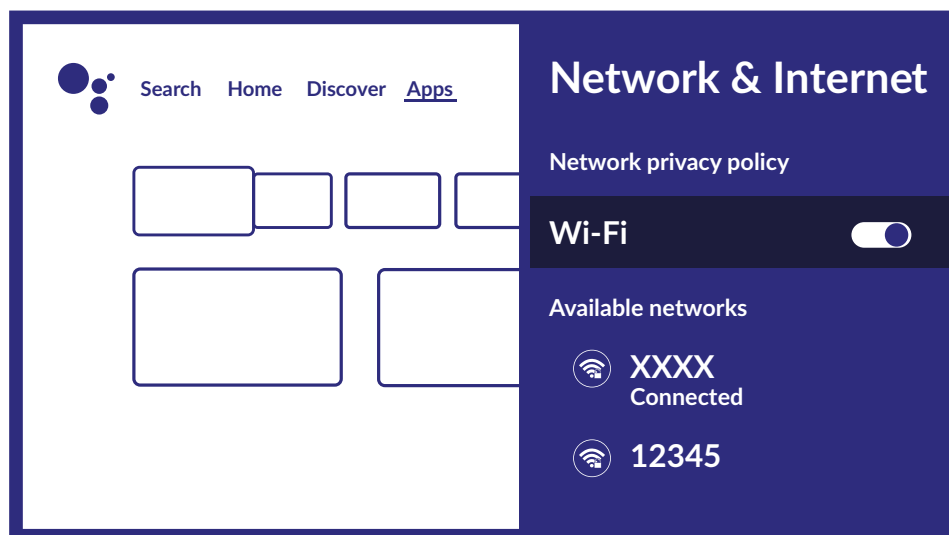 Search Home Discover Apps
Network & Internet
Network privacy policy
Wi-Fi
Available networks
XXXX
Connected
12345